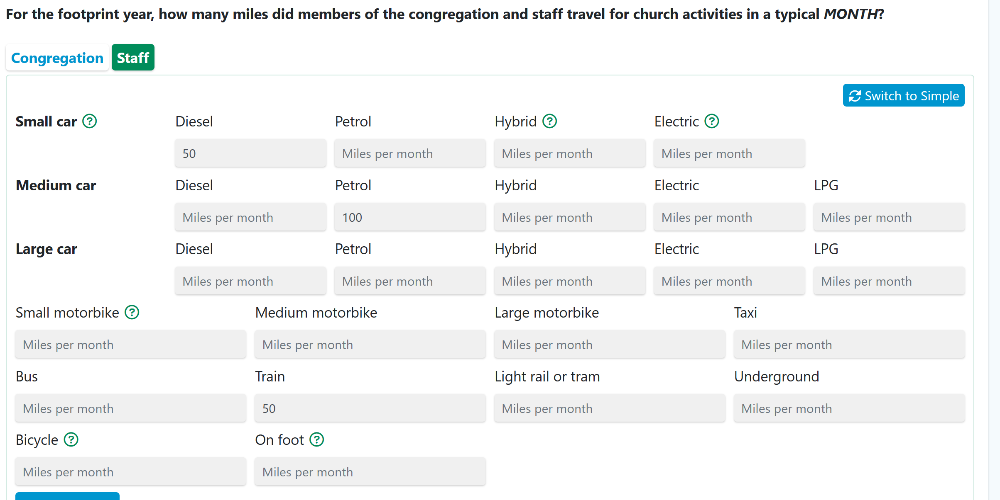 For the footprint year, how many miles did members of the congregation and staff travel for church activities in a typical MONTH?
Congregation Staff
Switch to Simple
Small car ? Diesel Petrol Hybrid ? Electric ?
50 Miles per month Miles per month Miles per month
Medium car Diesel Petrol Hybrid Electric LPG
Miles per month 100 Miles per month Miles per month Miles per month
Large car Diesel Petrol Hybrid Electric LPG
Miles per month Miles per month Miles per month Miles per month Miles per month
Small motorbike ? Medium motorbike Large motorbike Taxi
Miles per month Miles per month Miles per month Miles per month
Bus Train Light rail or tram Underground
Miles per month 50 Miles per month Miles per month
Bicycle ? On foot ?
Miles per month Miles per month